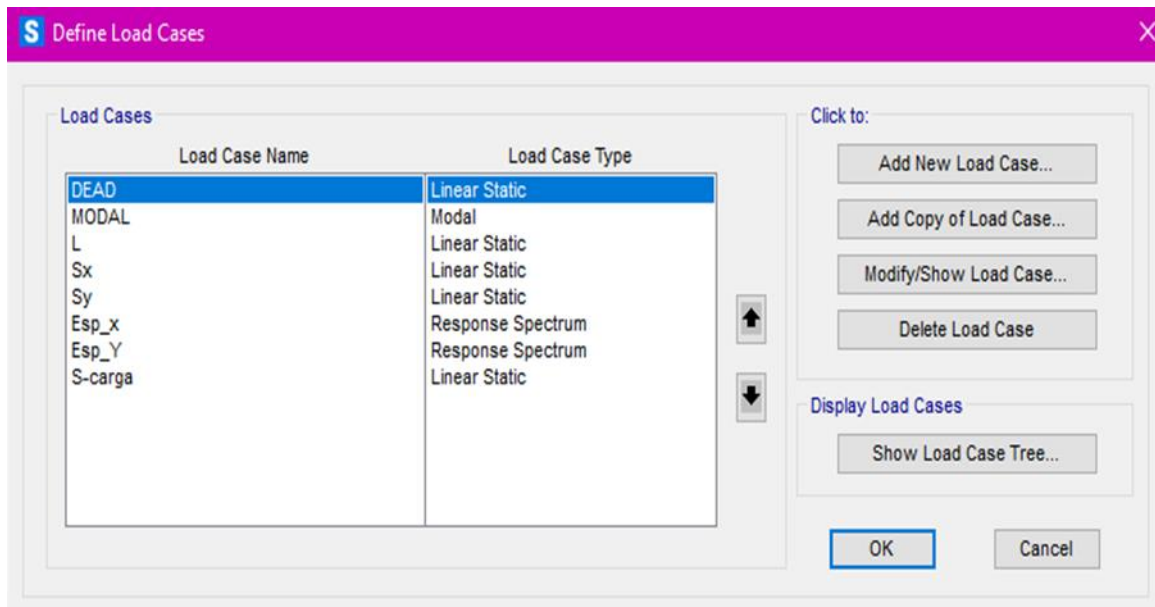 S Define Load Cases
Load Cases
Load Case Name Load Case Type
DEAD Linear Static
MODAL Modal
L Linear Static
Sx Linear Static
Sy Linear Static
Esp_x Response Spectrum
Esp_Y Response Spectrum
S-carga Linear Static
Click to:
Add New Load Case...
Add Copy of Load Case...
Modify/Show Load Case...
Delete Load Case
Display Load Cases
Show Load Case Tree...
OK Cancel